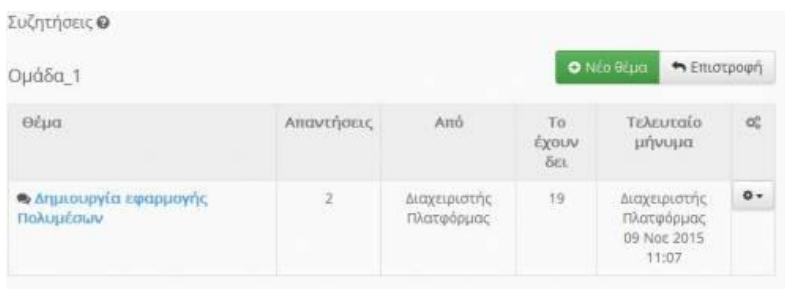 Συζητήσεις
Ομάδα_1
Νέο θέμα Επιστροφή
Θέμα Απαντήσεις Από Το έχουν δει Τελευταίο μήνυμα
Δημιουργία εφαρμογής Πολυμέσων 2 Διαχειριστής Πλατφόρμας 19 Διαχειριστής Πλατφόρμας 09 Νοε 2015 11:07